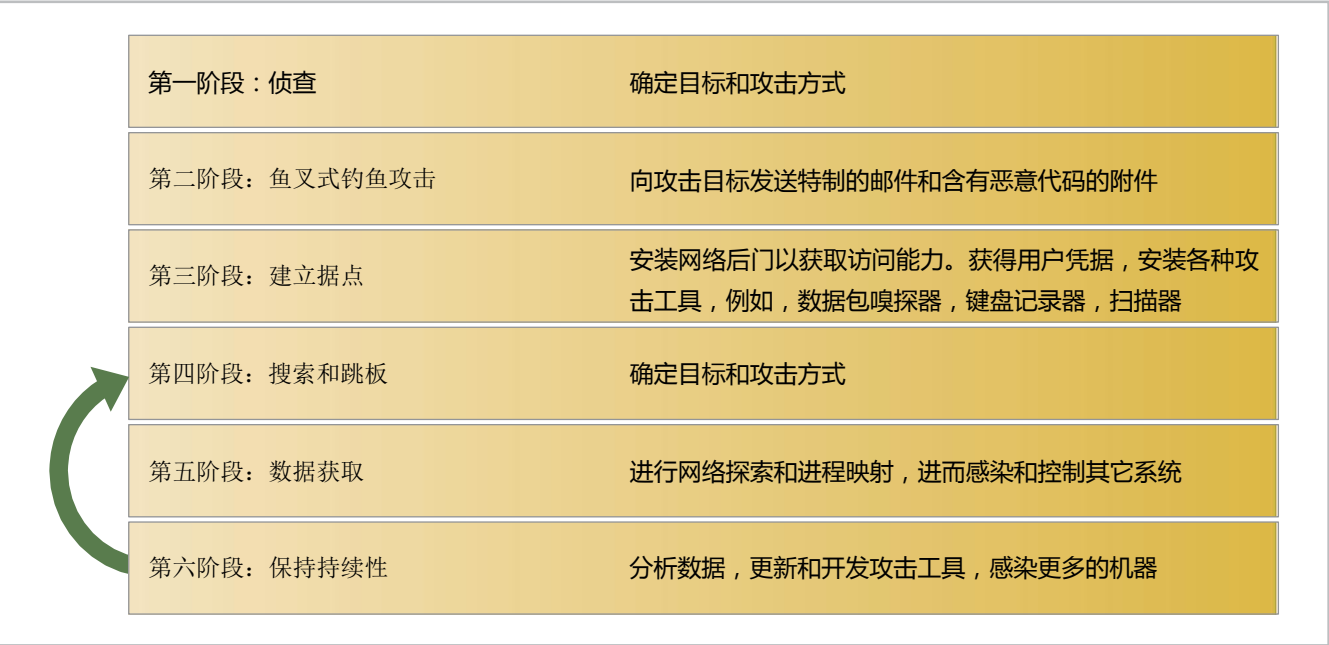 第一阶段：侦查
确定目标和攻击方式
第二阶段：鱼叉式钓鱼攻击
向攻击目标发送特制的邮件和含有恶意代码的附件
第三阶段：建立据点
安装网络后门以获取访问能力。获得用户凭据，安装各种攻
击工具，例如，数据包嗅探器，键盘记录器，扫描器
第四阶段：搜索和跳板
确定目标和攻击方式
第五阶段：数据获取
进行网络探索和进程映射，进而感染和控制其它系统
第六阶段：保持持续性
分析数据，更新和开发攻击工具，感染更多的机器